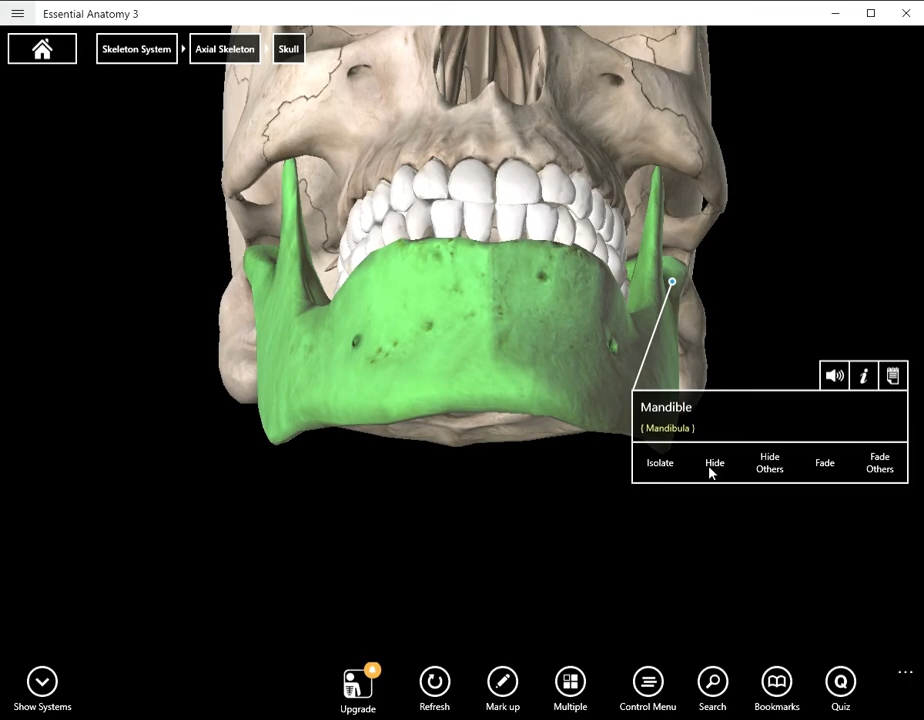 Essential Anatomy 3
Skeleton System
Axial Skeleton
Skull
Mandible
{ Mandibula }
Isolate
Hide
Hide
Others
Fade
Fade
Others
Show Systems
Upgrade
Refresh
Mark up
Multiple
Control Menu
Search
Bookmarks
Q
Quiz